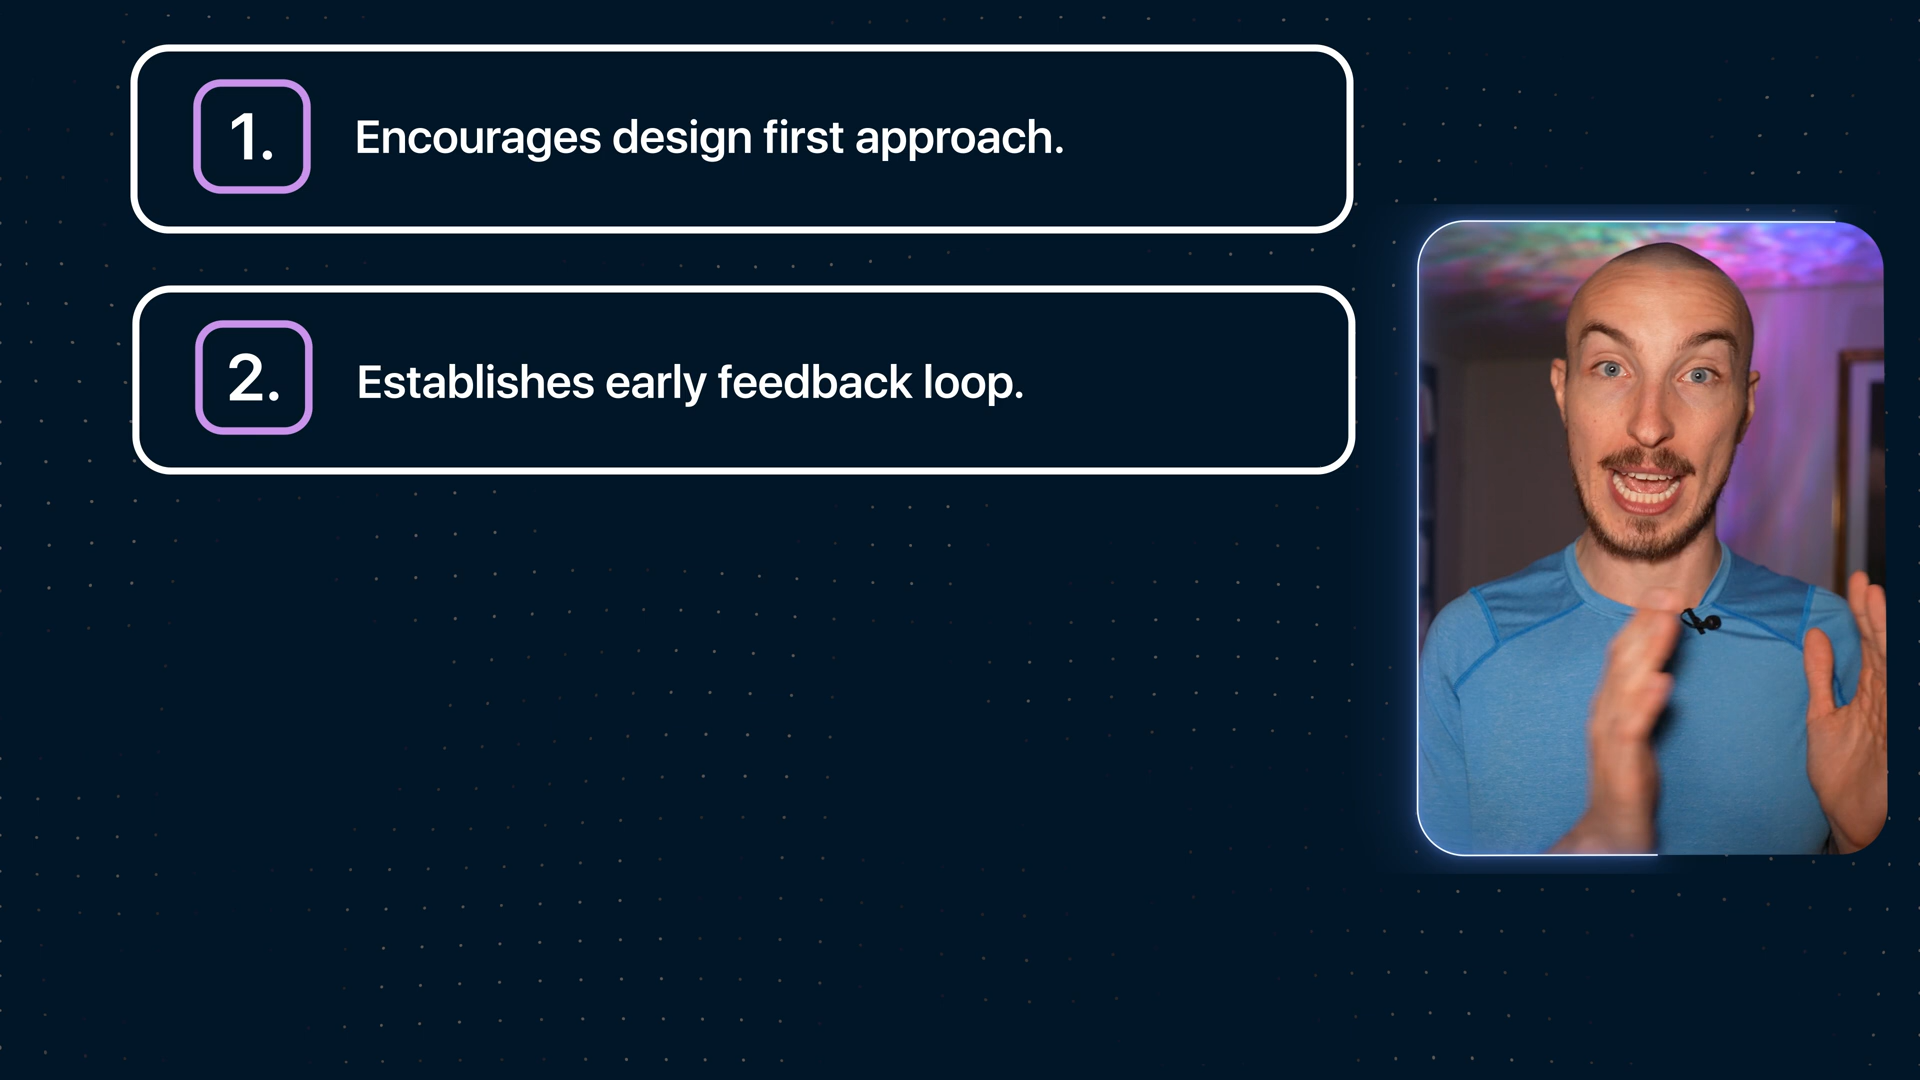 1. Encourages design first approach.
2. Establishes early feedback loop.